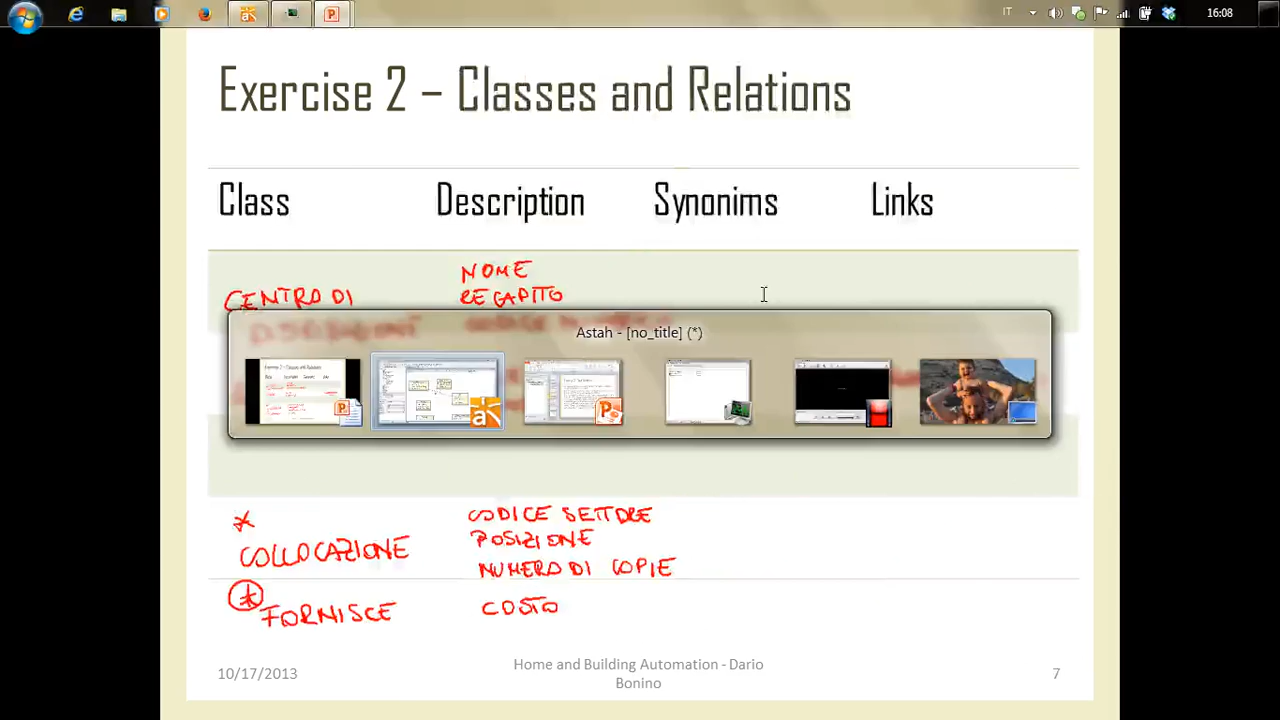 IT
16:08
Exercise 2 – Classes and Relations
Class Description Synonims Links
NOME
CENTRO DI RECAPITO
Astah - [no_title] (*)
* CODICE SETTORE
COLLOCAZIONE POSIZIONE
NUMERO DI COPIE
* FORNISCE COSTO
10/17/2013
Home and Building Automation - Dario
Bonino
7